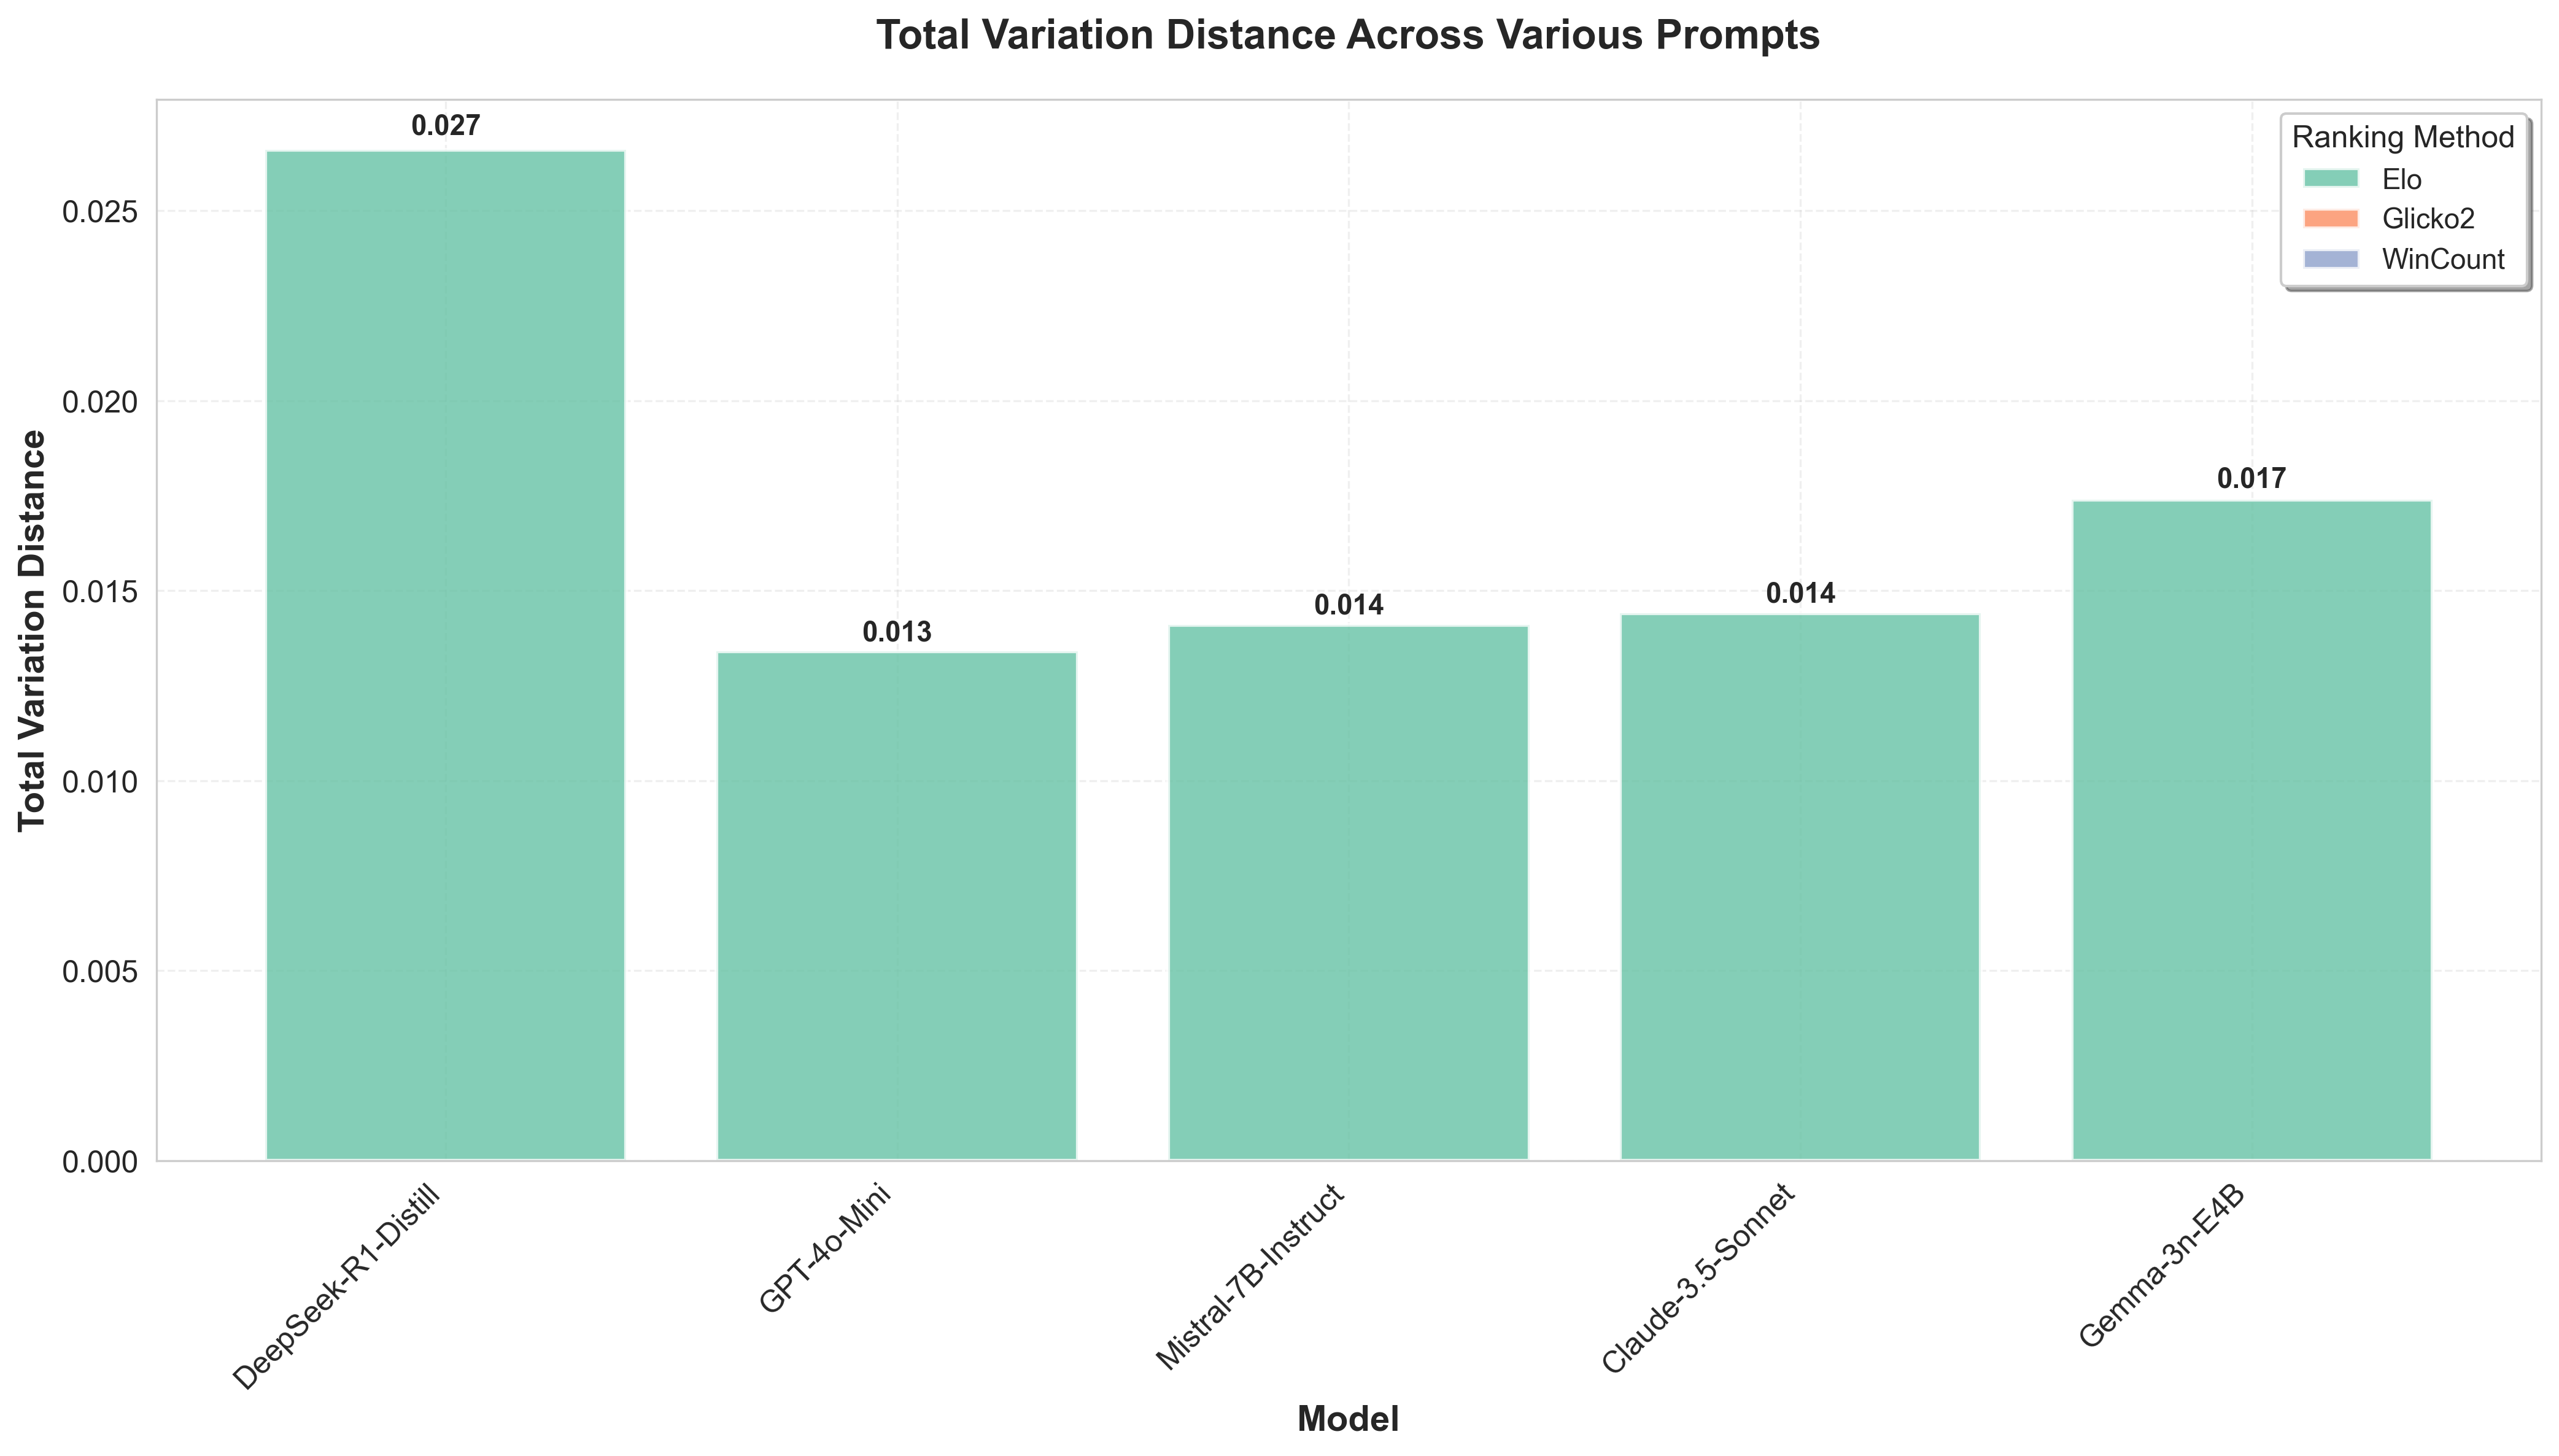 Total Variation Distance Across Various Prompts
Ranking Method
Elo
Glicko2
WinCount
Total Variation Distance
0.025
0.020
0.015
0.010
0.005
0.000
0.027
0.013
0.014
0.014
0.017
DeepSeek-R1-Distill
GPT-4o-Mini
Mistral-7B-Instruct
Claude-3.5-Sonnet
Gemma-3n-E4B
Model